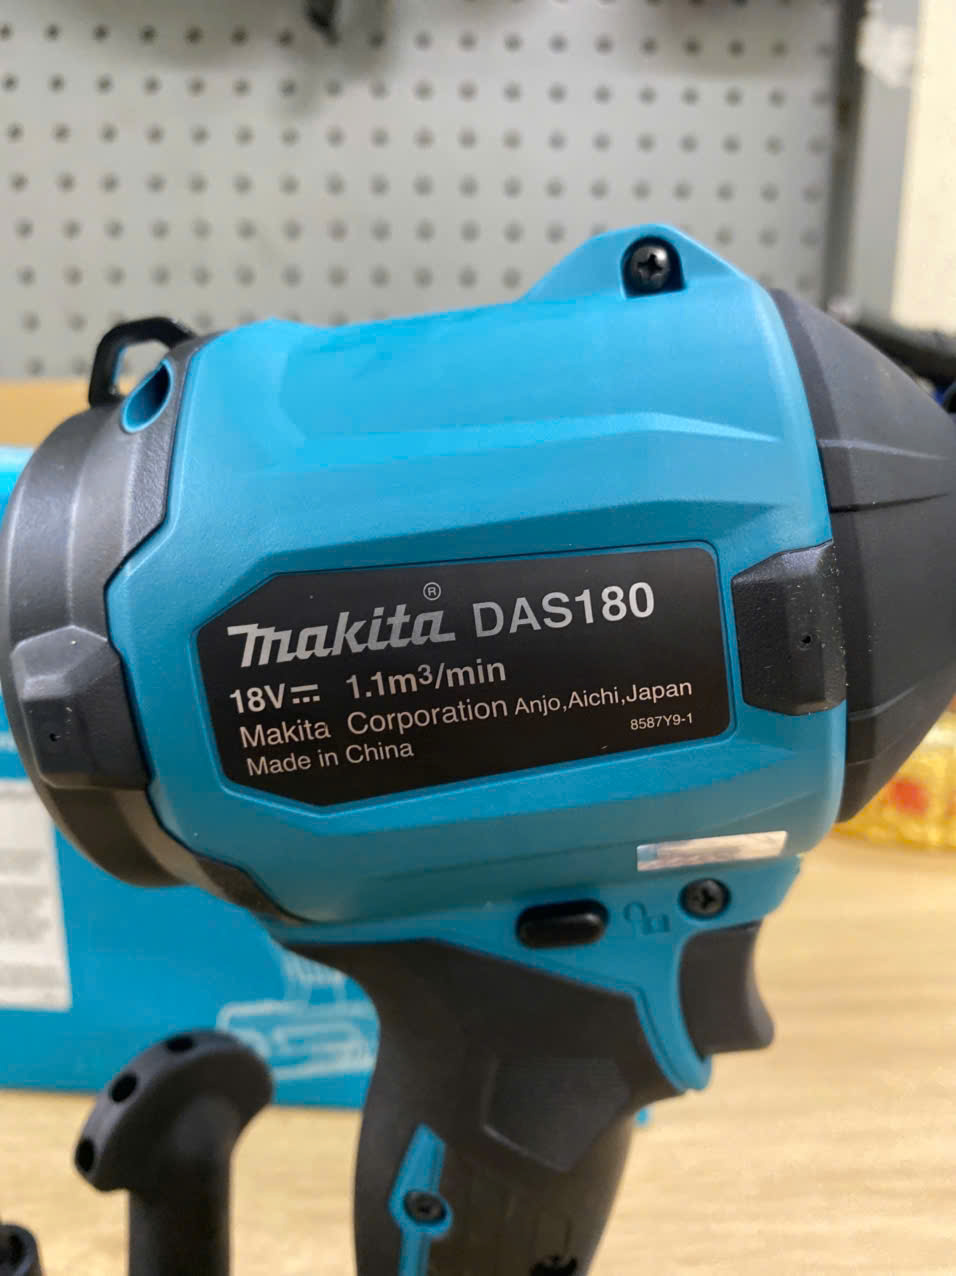 makita® DAS180
18V⎓ 1.1m³/min
Makita Corporation Anjo,Aichi,Japan
Made in China 8587Y9-1